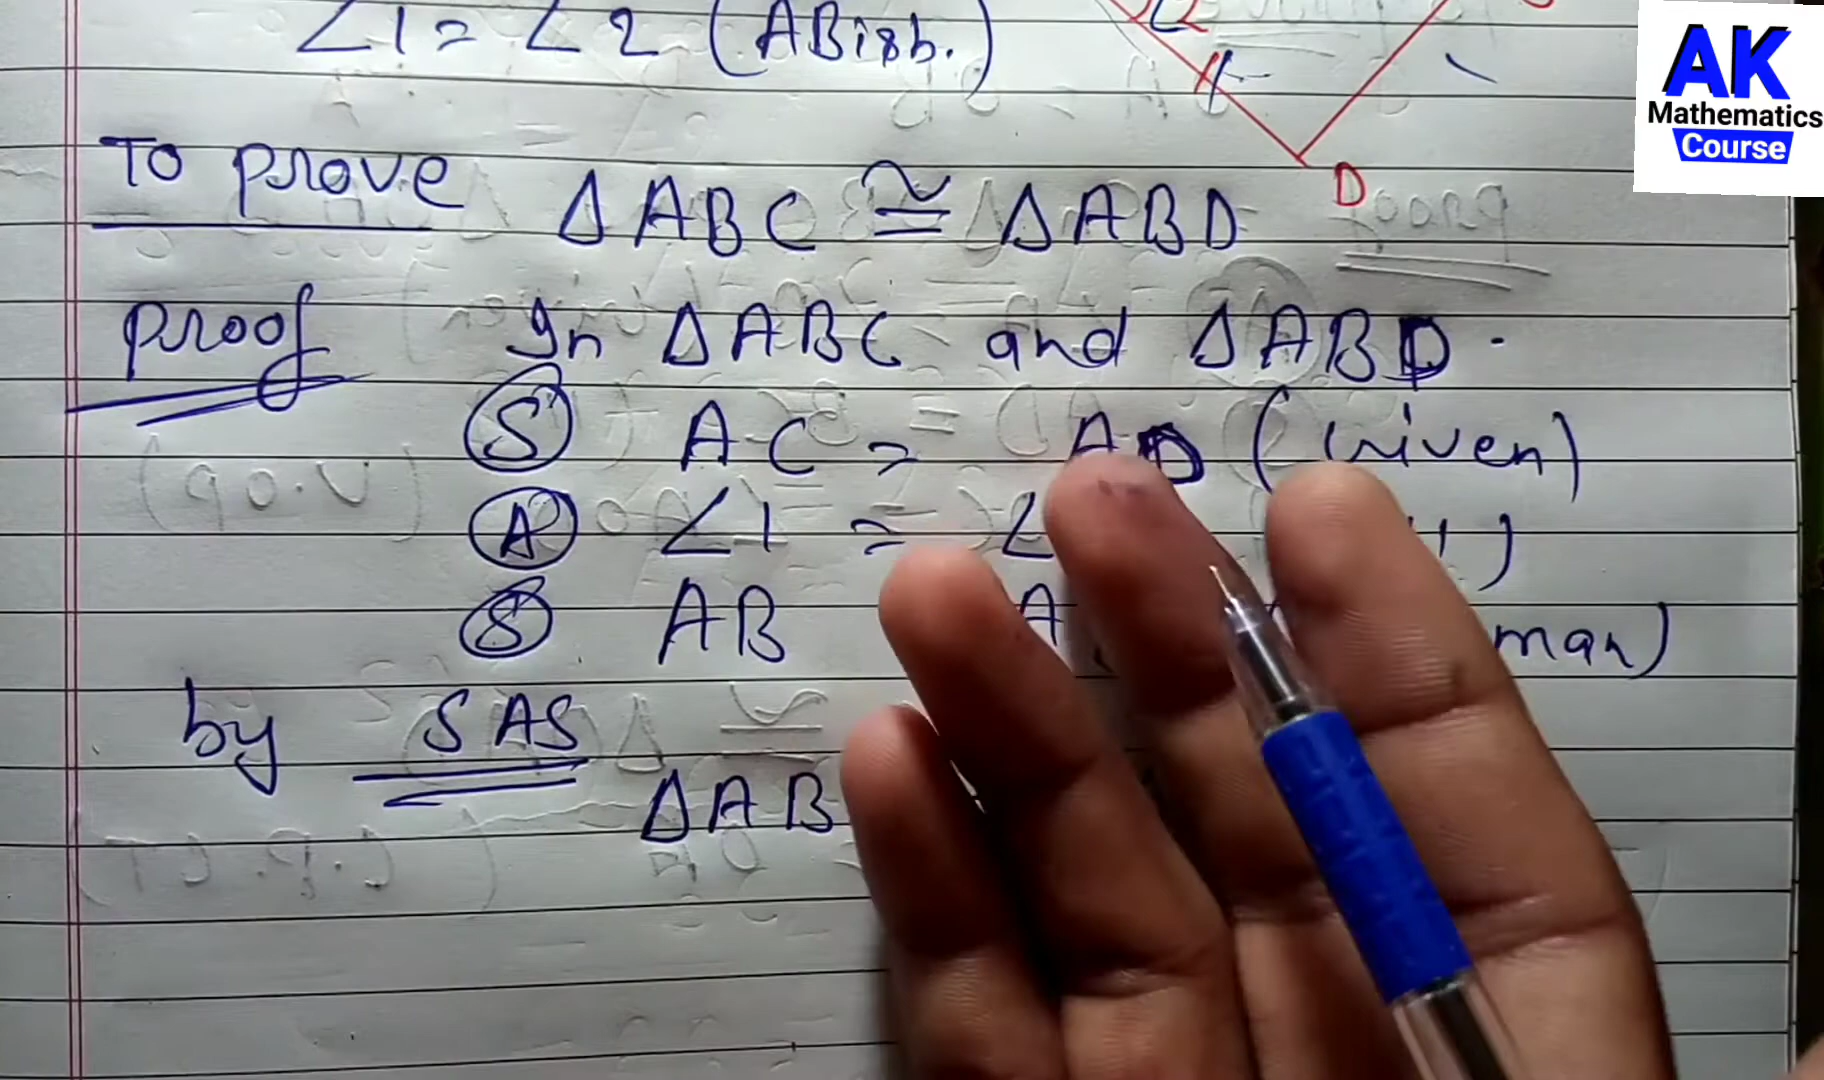 ∠1 = ∠2 (AB is b.)
AK
Mathematics
Course
To prove ΔABC ≅ ΔABD
D
Proof In ΔABC and ΔABD.
S AC = AD (Given)
A ∠1 = ∠
S AB A man)
by SAS
ΔAB